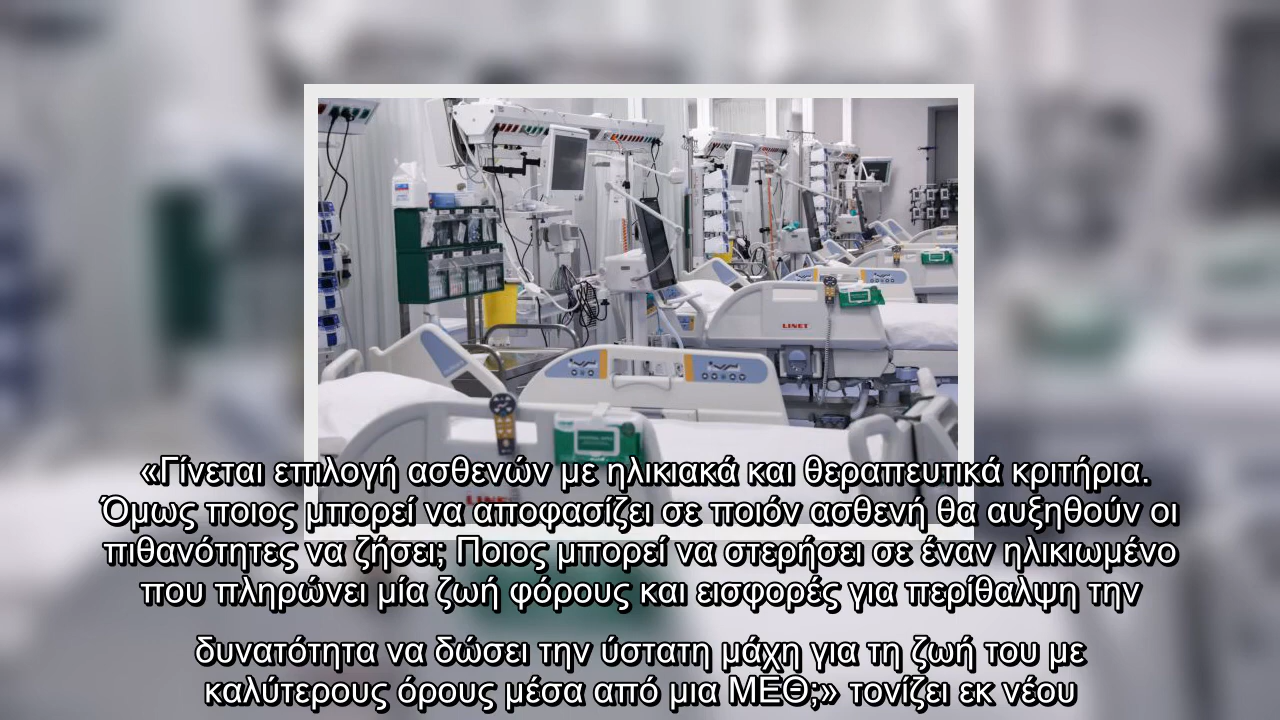 LINET
«Γίνεται επιλογή ασθενών με ηλικιακά και θεραπευτικά κριτήρια.
Όμως ποιος μπορεί να αποφασίζει σε ποιόν ασθενή θα αυξηθούν οι
πιθανότητες να ζήσει; Ποιος μπορεί να στερήσει σε έναν ηλικιωμένο
που πληρώνει μία ζωή φόρους και εισφορές για περίθαλψη την
δυνατότητα να δώσει την ύστατη μάχη για τη ζωή του με
καλύτερους όρους μέσα από μια ΜΕΘ;» τονίζει εκ νέου